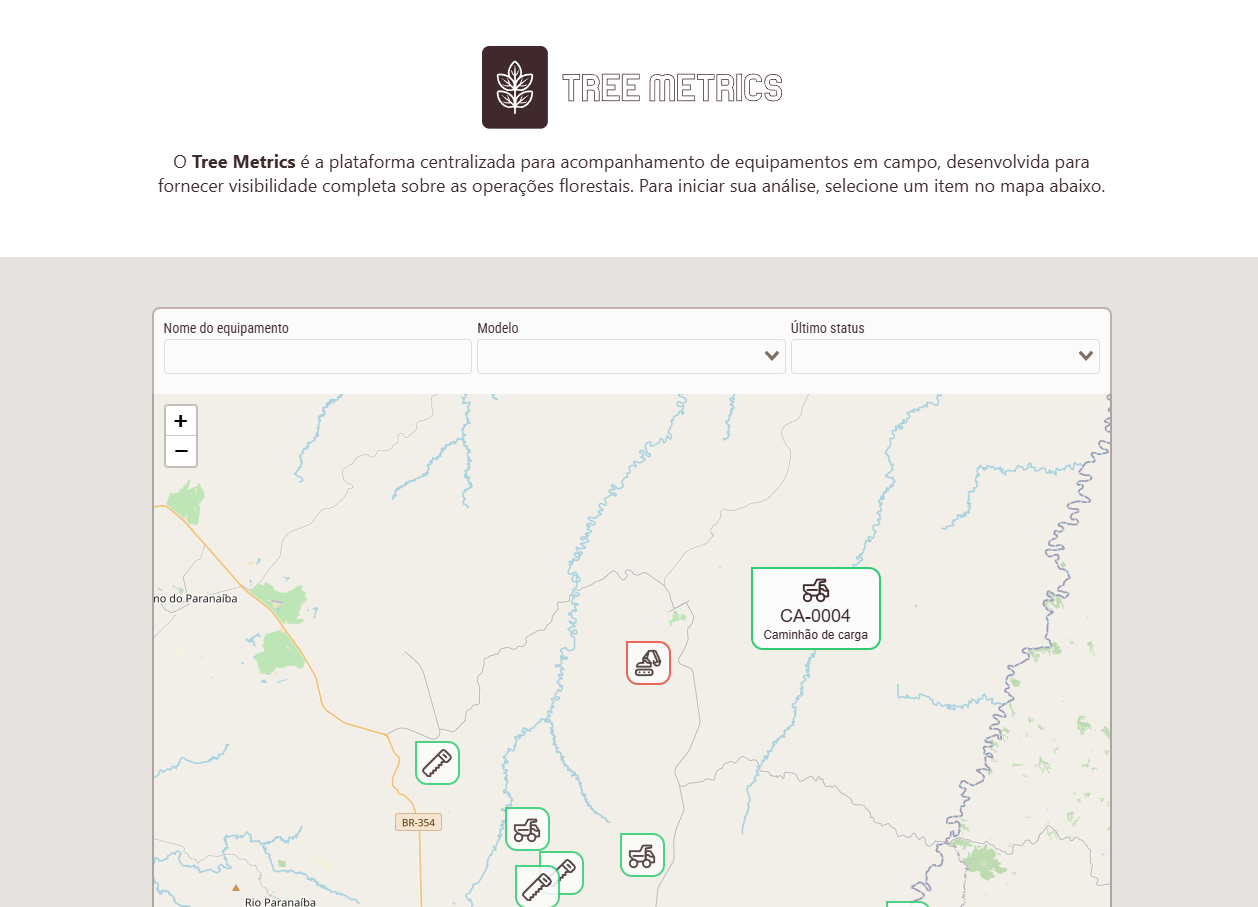 TREE METRICS
O Tree Metrics é a plataforma centralizada para acompanhamento de equipamentos em campo, desenvolvida para
fornecer visibilidade completa sobre as operações florestais. Para iniciar sua análise, selecione um item no mapa abaixo.
Nome do equipamento
Modelo
Último status
+
−
no do Paranaíba
CA-0004
Caminhão de carga
BR-354
Rio Paranaíba